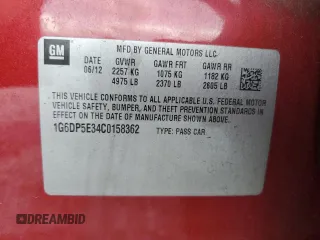 GM
MFD BY GENERAL MOTORS LLC
DATE GVWR GAWR FRT GAWR RR
06/12 2257 KG 1075 KG 1182 KG
4975 LB 2370 LB 2605 LB
THIS VEHICLE CONFORMS TO ALL APPLICABLE U.S. FEDERAL MOTOR
VEHICLE SAFETY, BUMPER, AND THEFT PREVENTION STANDARDS IN
EFFECT ON THE DATE OF MANUFACTURE SHOWN ABOVE.
1G6DP5E34C0158362 TYPE: PASS CAR
DREAMBID